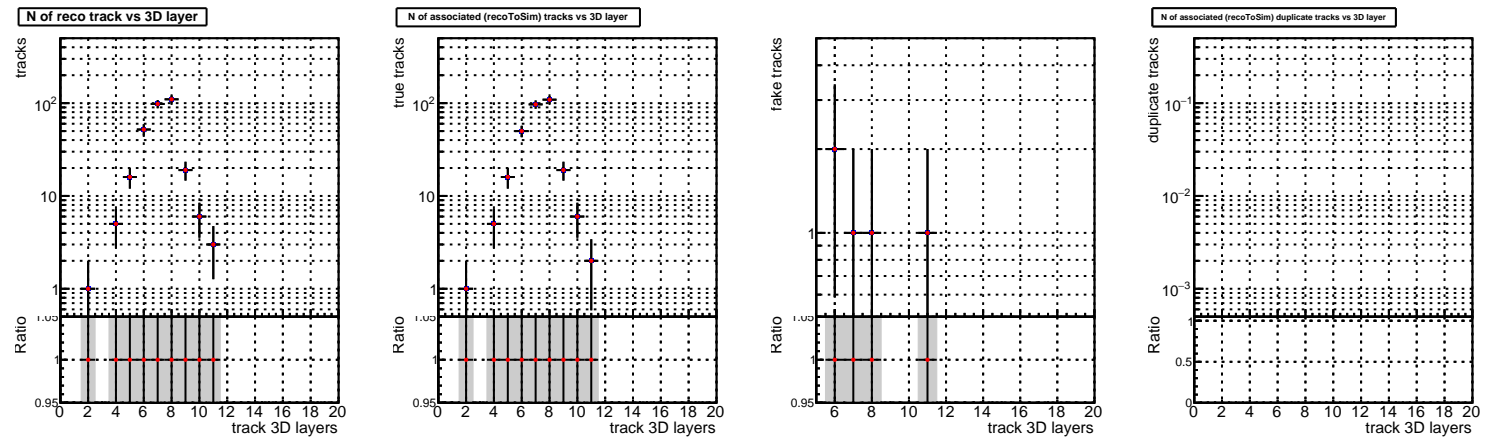 N of reco track vs 3D layer
tracks
10²
10
1
Ratio
1.05
1
0.95
0 2 4 6 8 10 12 14 16 18 20
track 3D layers
N of associated (recoToSim) tracks vs 3D layer
true tracks
10²
10
1
Ratio
1.05
1
0.95
0 2 4 6 8 10 12 14 16 18 20
track 3D layers
fake tracks
1
Ratio
1.05
1
0.95
6 8 10 12 14 16 18 20
track 3D layers
N of associated (recoToSim) duplicate tracks vs 3D layer
duplicate tracks
10⁻¹
10⁻²
10⁻³
Ratio
1
0.5
0
0 2 4 6 8 10 12 14 16 18 20
track 3D layers